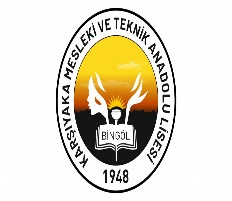 KARŞIYAKA MESLEKİ VE TEKNİK ANADOLU LİSESİ
BİNGÖL
1948